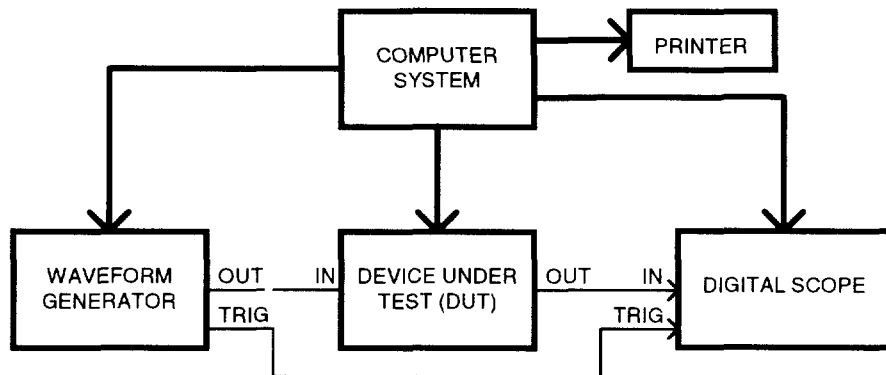 COMPUTER
SYSTEM
PRINTER
WAVEFORM
GENERATOR
OUT
TRIG
IN
DEVICE UNDER
TEST (DUT)
OUT
IN
TRIG
DIGITAL SCOPE